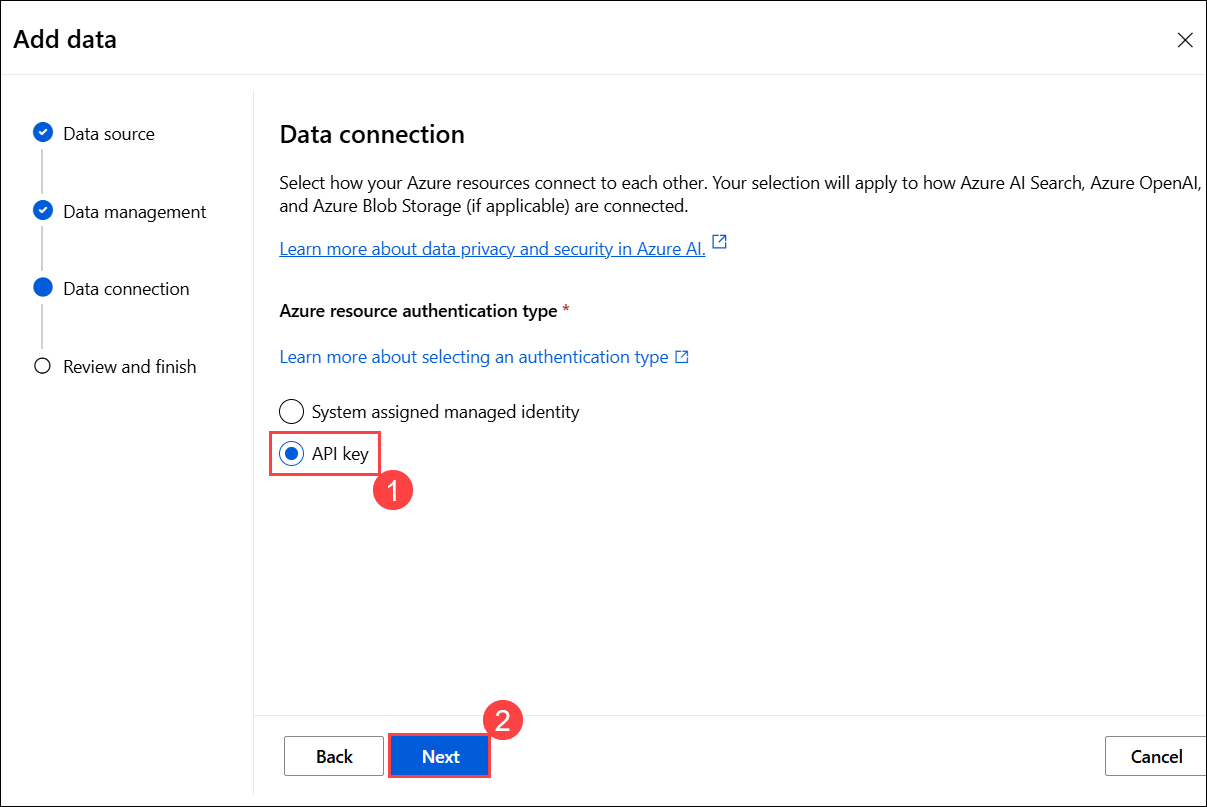 Add data
Data source
Data management
Data connection
Review and finish
Data connection
Select how your Azure resources connect to each other. Your selection will apply to how Azure AI Search, Azure OpenAI,
and Azure Blob Storage (if applicable) are connected.
Learn more about data privacy and security in Azure AI.
Azure resource authentication type *
Learn more about selecting an authentication type
System assigned managed identity
API key
1
2
Back Next Cancel